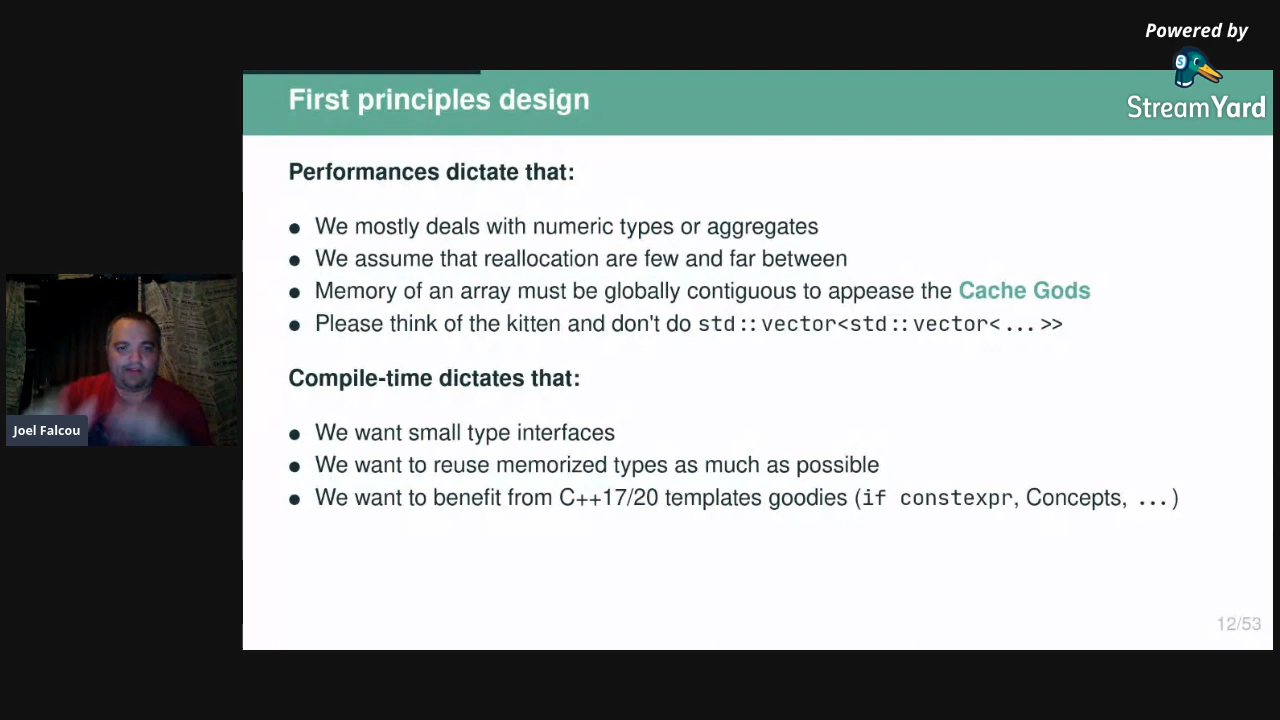 Powered by
StreamYard
First principles design
Performances dictate that:
● We mostly deals with numeric types or aggregates
● We assume that reallocation are few and far between
● Memory of an array must be globally contiguous to appease the Cache Gods
● Please think of the kitten and don't do std::vector<std::vector<...>>
Compile-time dictates that:
● We want small type interfaces
● We want to reuse memorized types as much as possible
● We want to benefit from C++17/20 templates goodies (if constexpr, Concepts, ...)
Joel Falcou
12/53